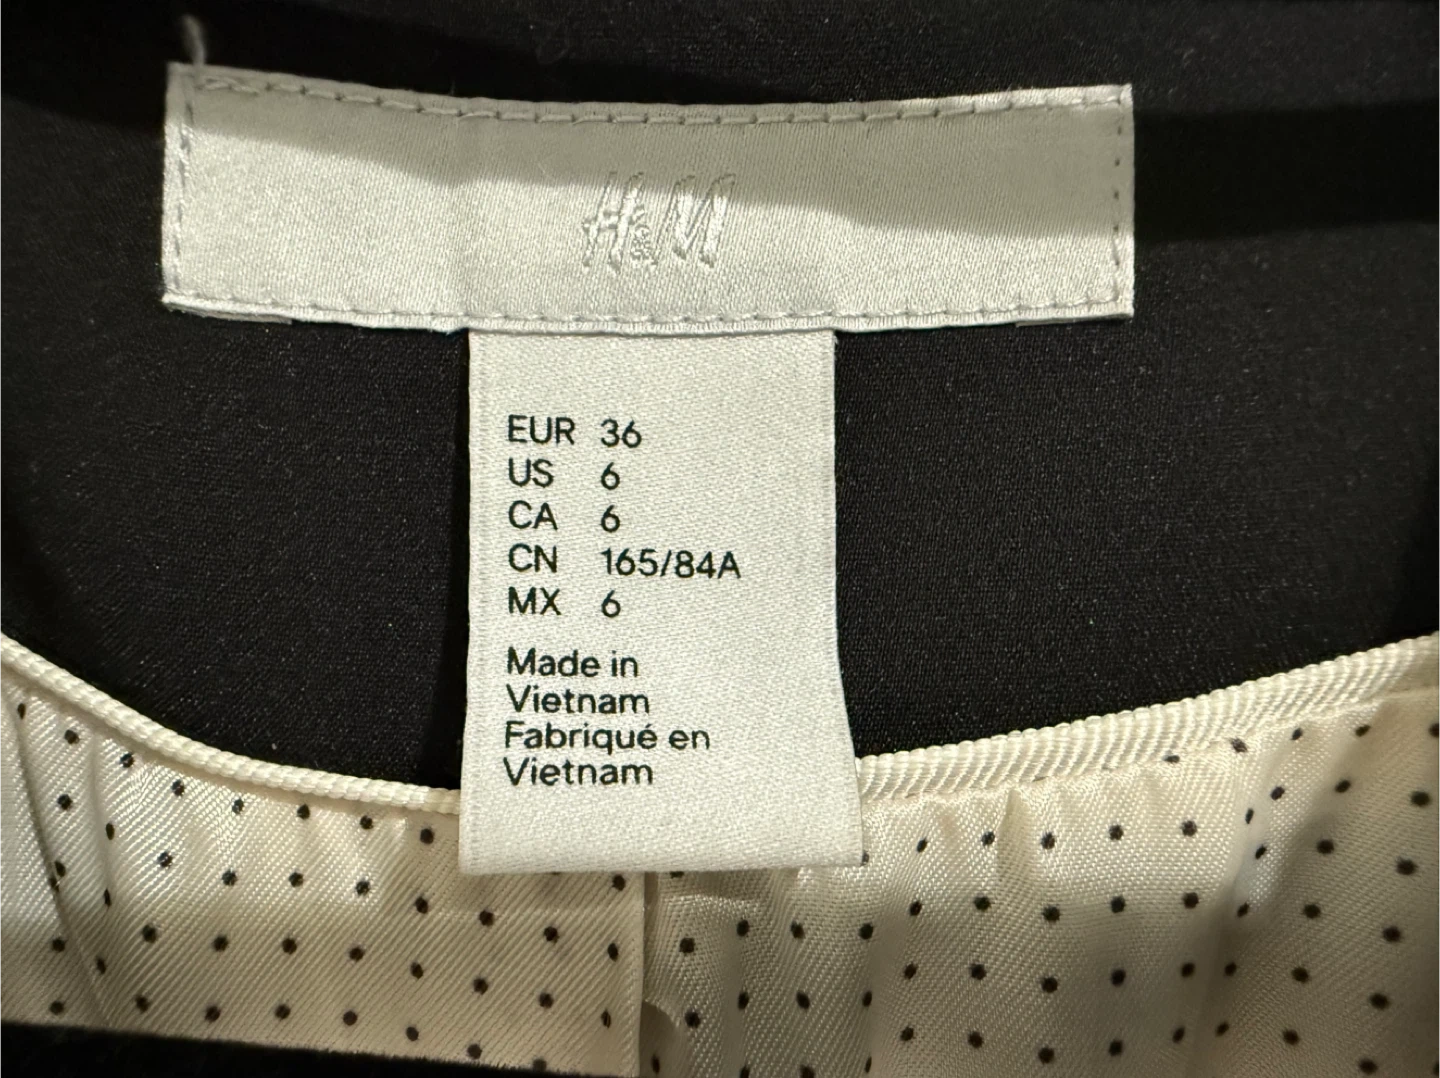 H&M
EUR 36
US 6
CA 6
CN 165/84A
MX 6
Made in
Vietnam
Fabriqué en
Vietnam